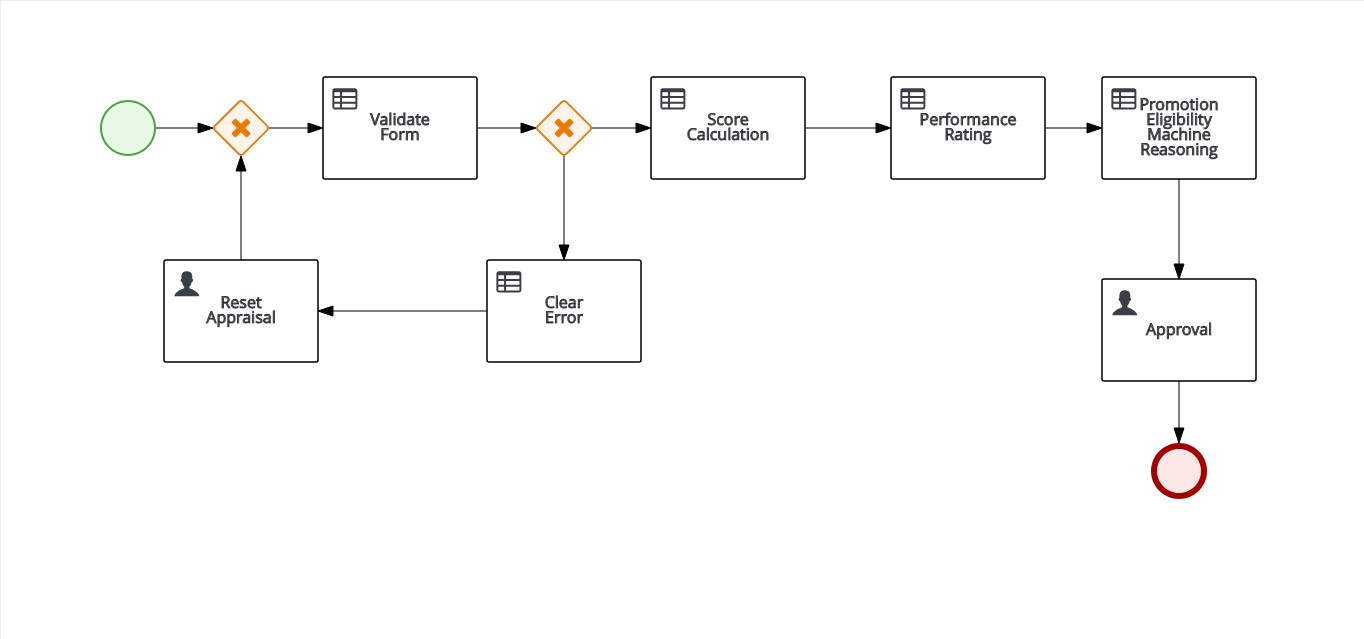 Validate
Form
Score
Calculation
Performance
Rating
Promotion
Eligibility
Machine
Reasoning
Reset
Appraisal
Clear
Error
Approval